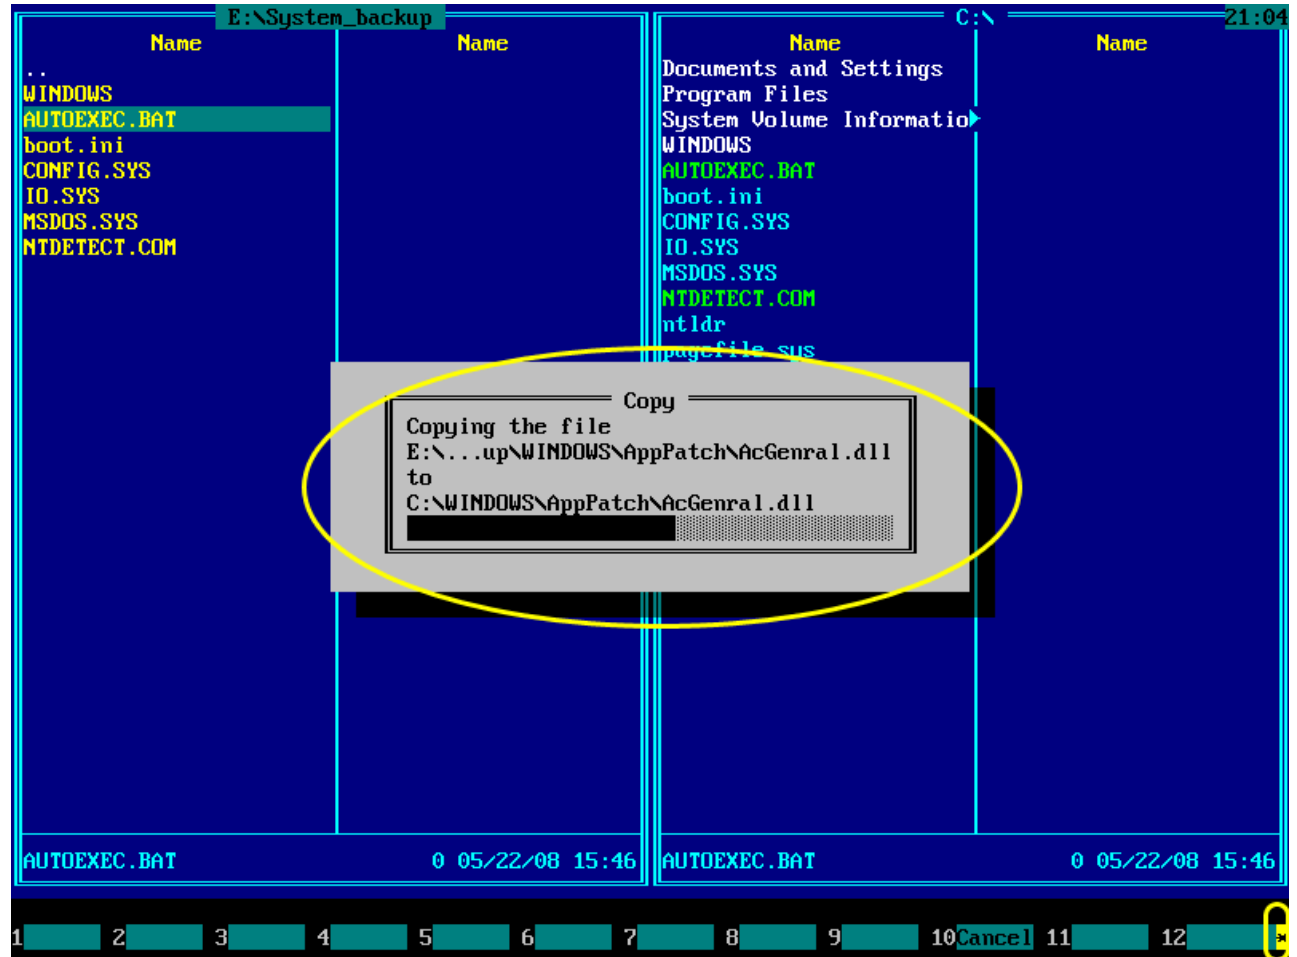 E:\System_backup
Name Name
..
WINDOWS
AUTOEXEC.BAT
boot.ini
CONFIG.SYS
IO.SYS
MSDOS.SYS
NTDETECT.COM
AUTOEXEC.BAT 0 05/22/08 15:46
C:\ 21:04
Name Name
Documents and Settings
Program Files
System Volume Informatio
WINDOWS
AUTOEXEC.BAT
boot.ini
CONFIG.SYS
IO.SYS
MSDOS.SYS
NTDETECT.COM
ntldr
pagefile.sys
AUTOEXEC.BAT 0 05/22/08 15:46
Copy
Copying the file
E:\...up\WINDOWS\AppPatch\AcGenral.dll
to
C:\WINDOWS\AppPatch\AcGenral.dll
1 2 3 4 5 6 7 8 9 10Cancel 11 12 *